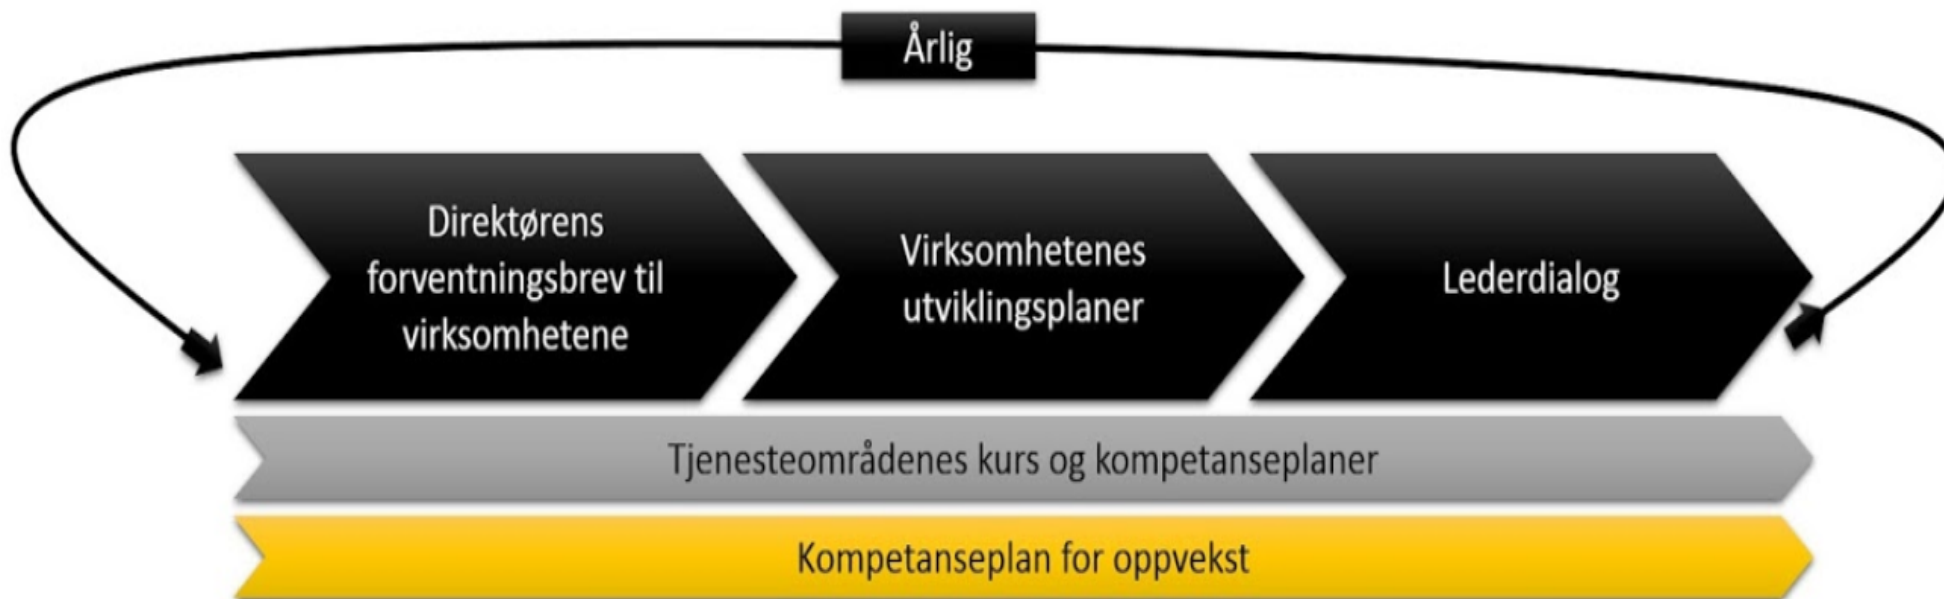 Årlig
Direktørens
forventningsbrev til
virksomhetene
Virksomhetenes
utviklingsplaner
Lederdialog
Tjenesteområdenes kurs og kompetanseplaner
Kompetanseplan for oppvekst